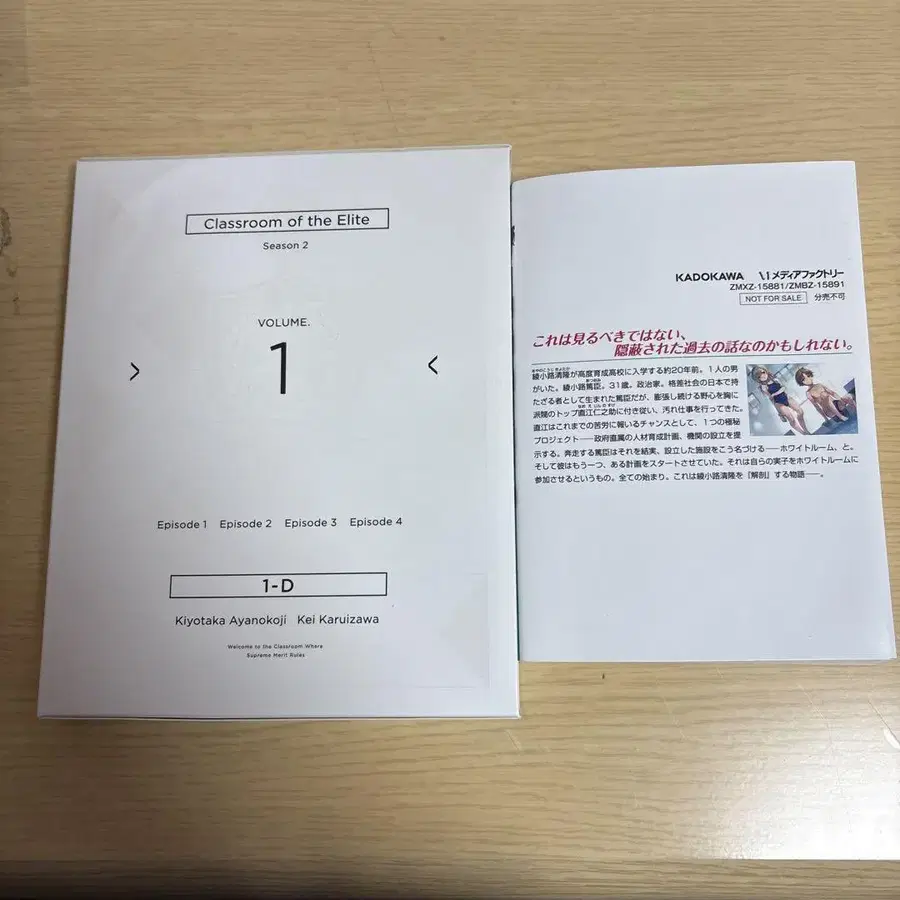 Classroom of the Elite
Season 2
VOLUME.
1
Episode 1 Episode 2 Episode 3 Episode 4
1-D
Kiyotaka Ayanokoji Kei Karuizawa
Welcome to the Classroom Where
Supreme Merit Rules
KADOKAWA メディアファクトリー
ZMXZ-15881/ZMBZ-15891
NOT FOR SALE 分売不可
これは見るべきではない、
隠蔽された過去の話なのかもしれない。
綾小路清隆が高度育成高校に入学する約20年前。1人の男
がいた。綾小路篤臣。31歳。政治家。格差社会の日本で持
たざる者として生まれた篤臣だが、膨張し続ける野心を胸に
派閥のトップ直江仁之助に付き従い、汚れ仕事を行ってきた。
直江はこれまでの苦労に報いるチャンスとして、1つの極秘
プロジェクト──政府直属の人材育成計画、機関の設立を提
示する。奔走する篤臣はそれを結実、設立した施設をこう名づける──ホワイトルーム、と。
そして彼はもう一つ、ある計画をスタートさせていた。それは自らの実子をホワイトルームに
参加させるというもの。全ての始まり。これは綾小路清隆を『解剖』する物語──。